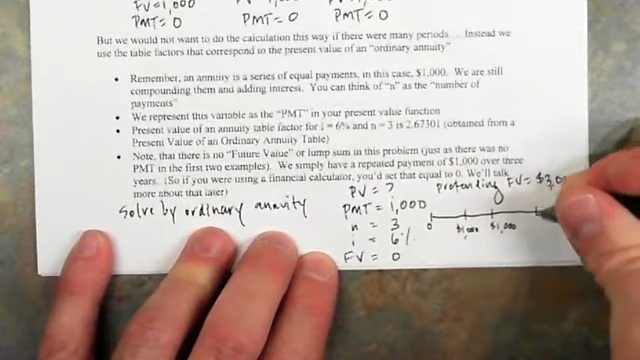 FV=1,000
PMT=0 PMT=0 PMT=0
But we would not want to do the calculation this way if there were many periods... Instead we
use the table factors that correspond to the present value of an "ordinary annuity"
• Remember, an annuity is a series of equal payments, in this case, $1,000. We are still
compounding them and adding interest. You can think of "n" as the "number of
payments"
• We represent this variable as the "PMT" in your present value function
• Present value of an annuity table factor for i = 6% and n = 3 is 2.67301 (obtained from a
Present Value of an Ordinary Annuity Table)
• Note, that there is no "Future Value" or lump sum in this problem (just as there was no
PMT in the first two examples). We simply have a repeated payment of $1,000 over three
years. (So if you were using a financial calculator, you'd set that equal to 0. We'll talk
more about that later)
Solve by ordinary annuity
PV = ?
PMT = 1,000
n = 3
i = 6%
FV = 0
pretending FV = $3,0
0 $1,000 $1,000